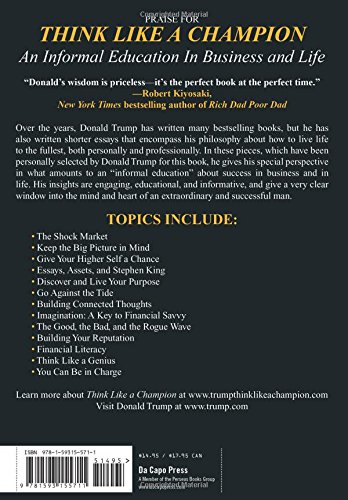 PRAISE FOR
THINK LIKE A CHAMPION
An Informal Education In Business and Life
“Donald’s wisdom is priceless—it’s the perfect book at the perfect time.”
—Robert Kiyosaki,
New York Times bestselling author of Rich Dad Poor Dad
Over the years, Donald Trump has written many bestselling books, but he has
also written shorter essays that encompass his philosophy about how to live life
to the fullest, both personally and professionally. In these pieces, which have been
personally selected by Donald Trump for this book, he gives his special perspective
in what amounts to an “informal education” about success in business and in
life. His insights are engaging, educational, and informative, and give a very clear
window into the mind and heart of an extraordinary and successful man.
TOPICS INCLUDE:
• The Shock Market
• Keep the Big Picture in Mind
• Give Your Higher Self a Chance
• Essays, Assets, and Stephen King
• Discover and Live Your Purpose
• Go Against the Tide
• Building Connected Thoughts
• Imagination: A Key to Financial Savvy
• The Good, the Bad, and the Rogue Wave
• Building Your Reputation
• Financial Literacy
• Think Like a Genius
• You Can Be in Charge
Learn more about Think Like a Champion at www.trumpthinklikeachampion.com
Visit Donald Trump at www.trump.com
ISBN 978-1-59315-571-1
51495
9 781593 155711
$14.95 / $17.95 CAN
Da Capo Press
A Member of the Perseus Books Group